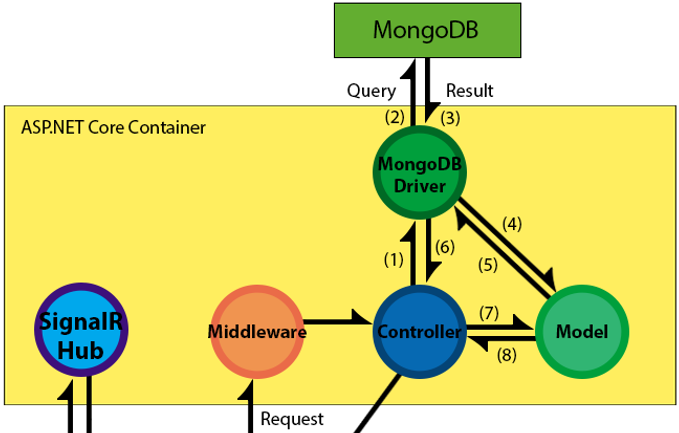 MongoDB
Query
Result
(2)
(3)
ASP.NET Core Container
MongoDB
Driver
(4)
(1)
(6)
(5)
SignalR
Hub
Middleware
Controller
(7)
Model
(8)
Request